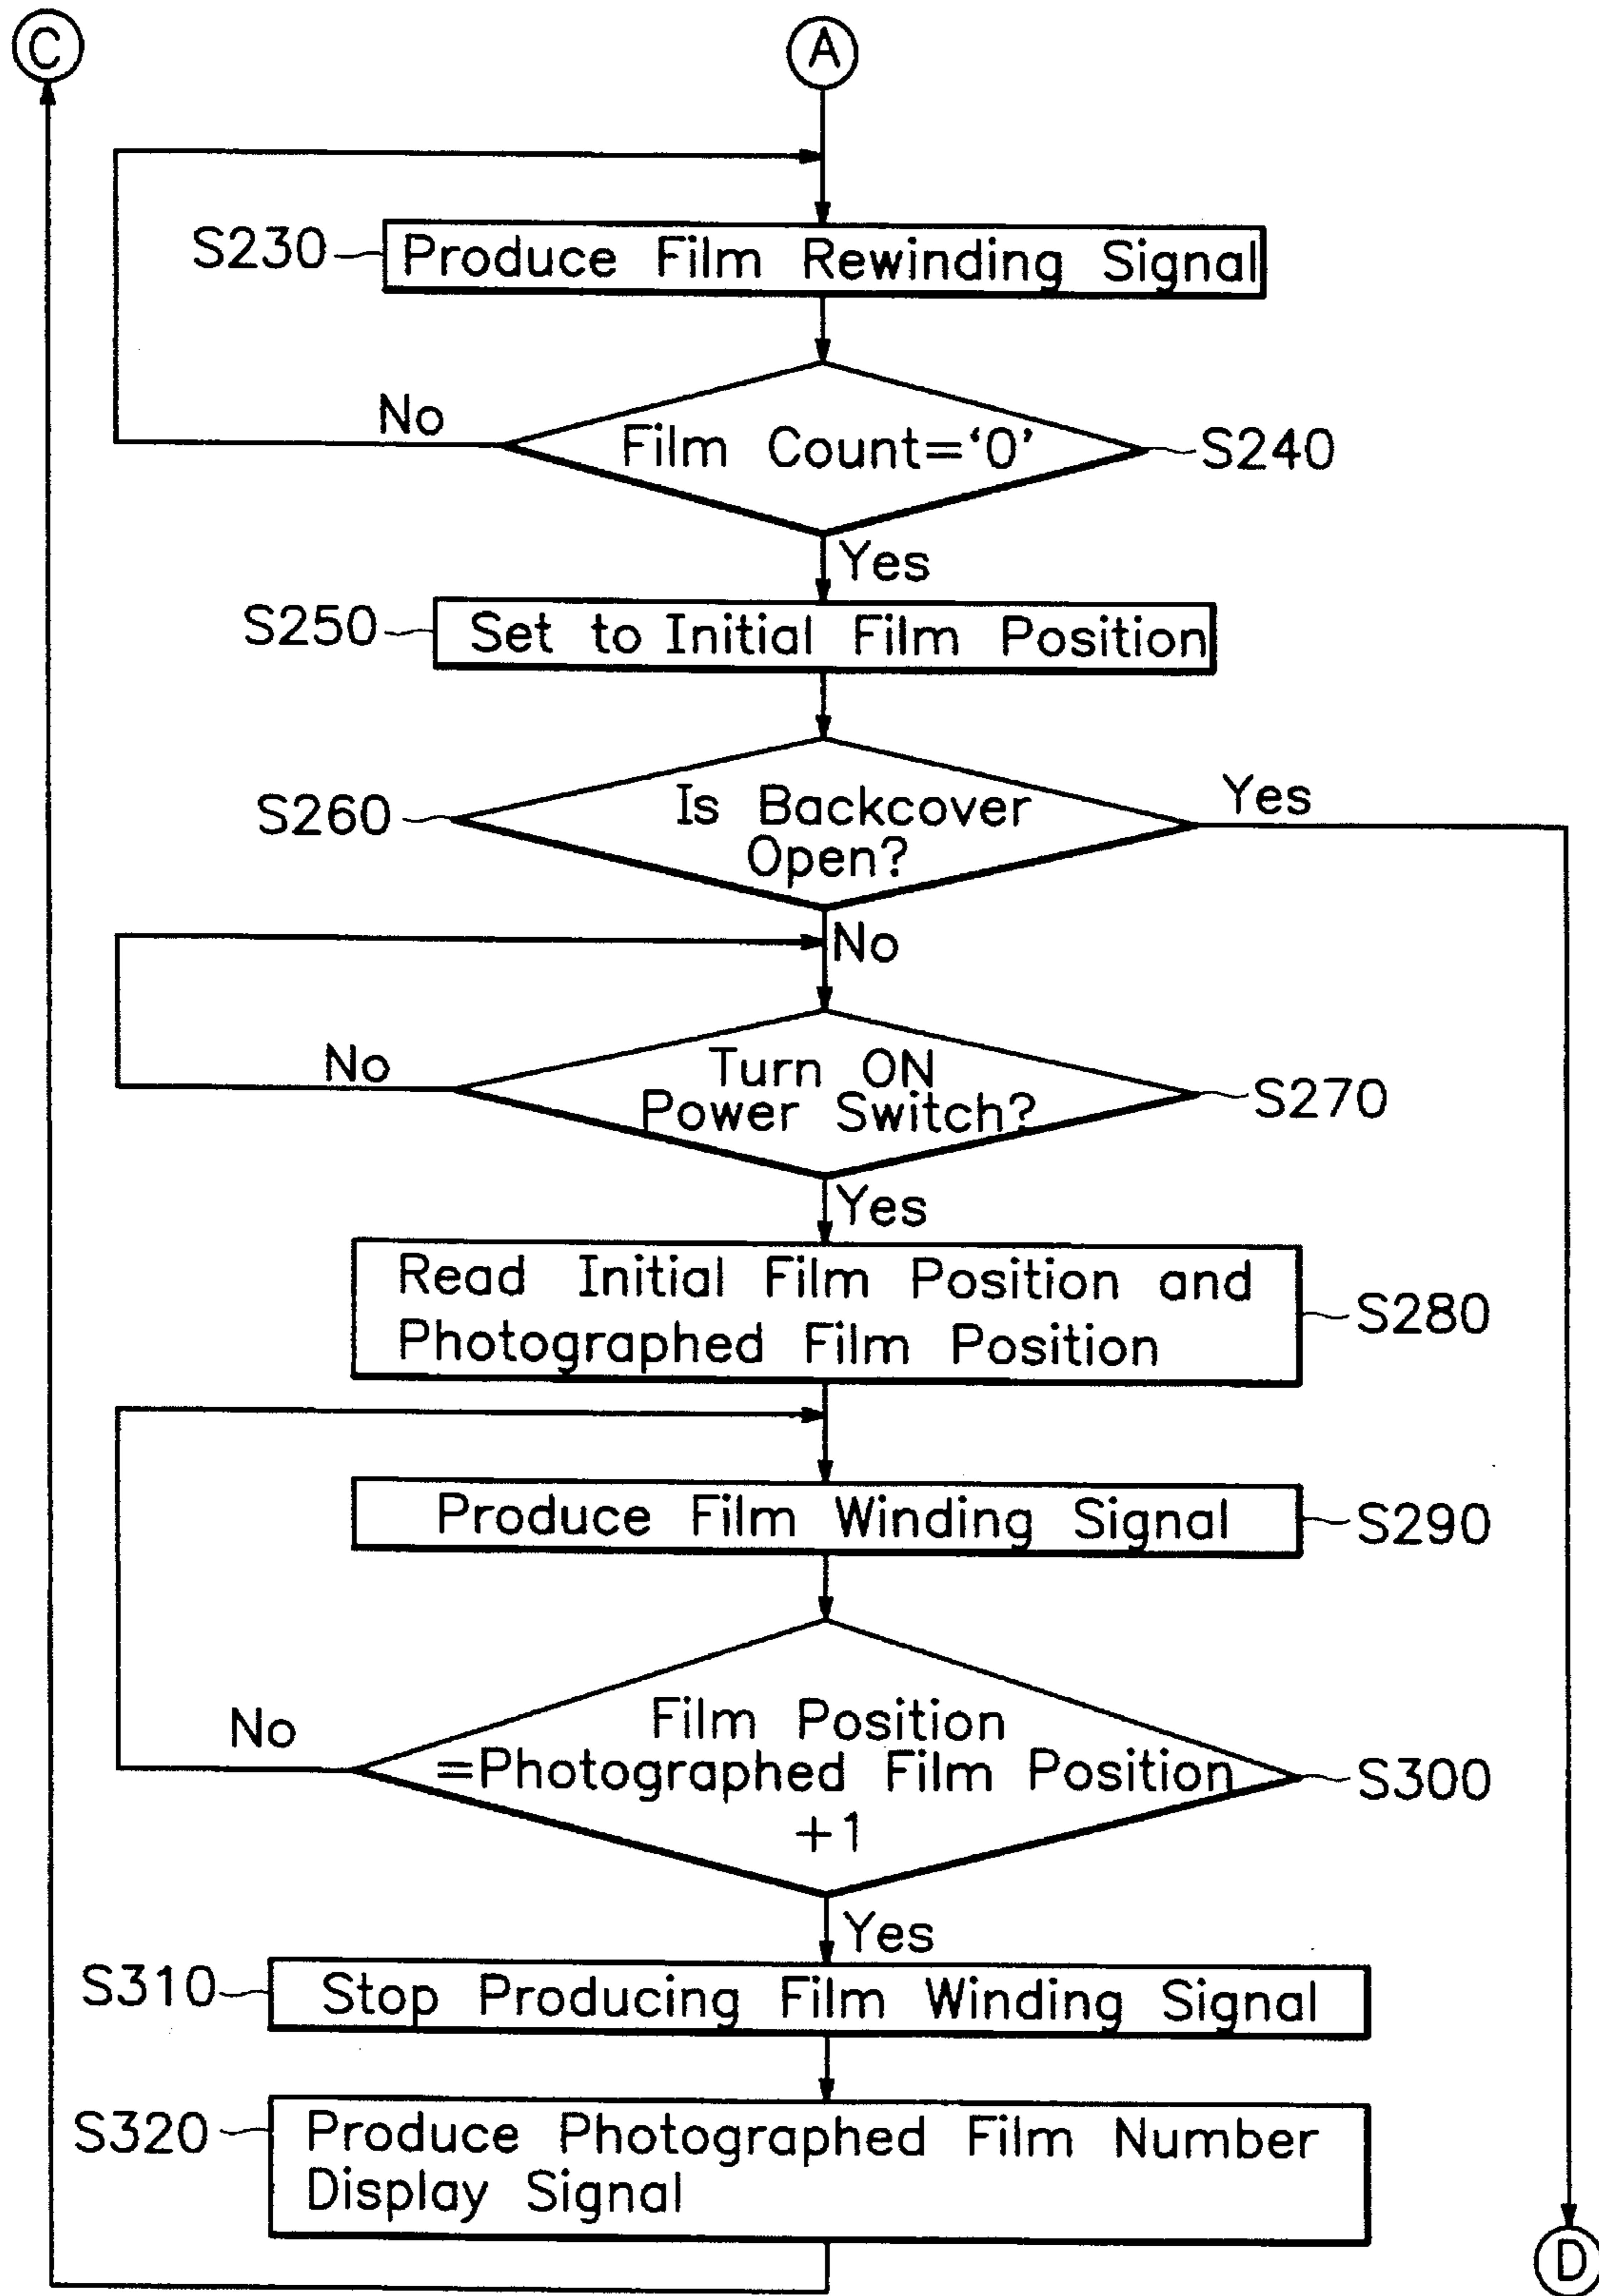 C
A
S230
Produce Film Rewinding Signal
No
Film Count='0'
S240
Yes
S250
Set to Initial Film Position
S260
Is Backcover
Open?
Yes
No
No
Turn ON
Power Switch?
S270
Yes
Read Initial Film Position and
Photographed Film Position
S280
Produce Film Winding Signal
S290
No
Film Position
=Photographed Film Position
+1
S300
Yes
S310
Stop Producing Film Winding Signal
S320
Produce Photographed Film Number
Display Signal
D